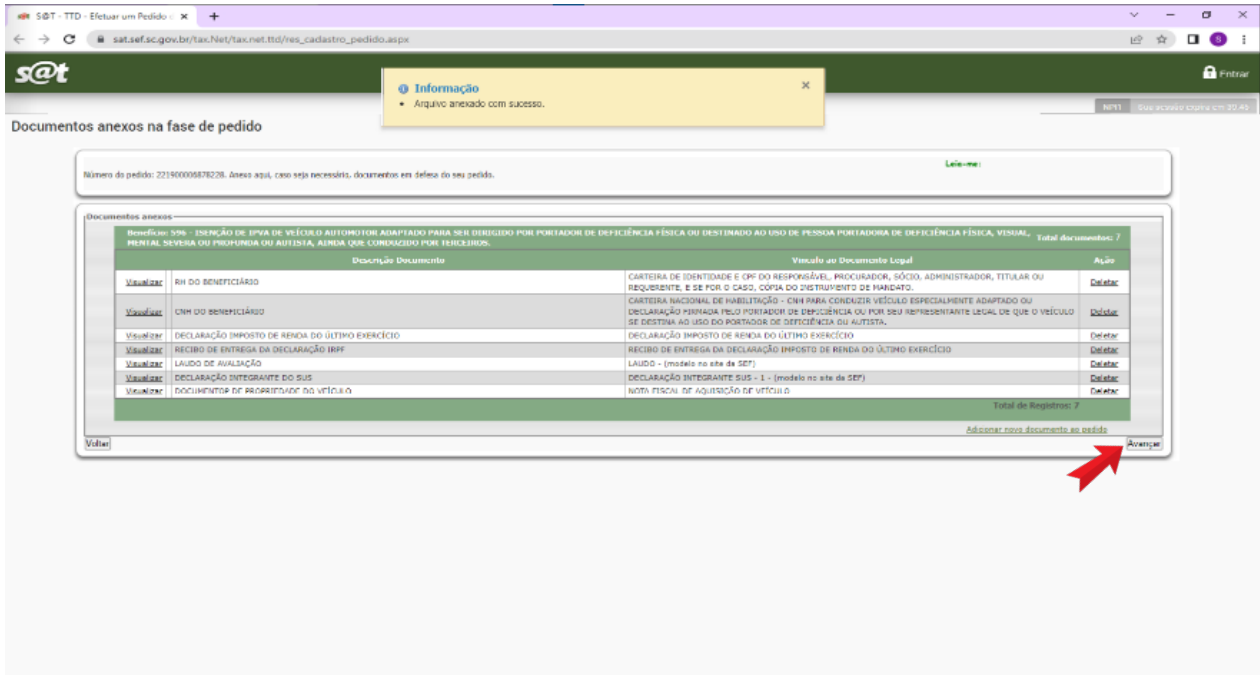 S@T - TTD - Efetuar um Pedido
sat.sef.sc.gov.br/tax.Net/tax.net.ttd/res_cadastro_pedido.aspx
S
s@t
Entrar
Informação
Arquivo anexado com sucesso.
Sua sessão expira em
Documentos anexos na fase de pedido
Leia-me:
Número do pedido: 221900006878228. Anexe aqui, caso seja necessário, documentos em defesa do seu pedido.
Documentos anexos
Benefício: 596 - ISENÇÃO DE IPVA DE VEÍCULO AUTOMOTOR ADAPTADO PARA SER DIRIGIDO POR PORTADOR DE DEFICIÊNCIA FÍSICA OU DESTINADO AO USO DE PESSOA PORTADORA DE DEFICIÊNCIA FÍSICA, VISUAL, Total documentos: 7
MENTAL SEVERA OU PROFUNDA OU AUTISTA, AINDA QUE CONDUZIDO POR TERCEIROS.
Descrição Documento Vínculo ao Documento Legal Ação
Visualizar RH DO BENEFICIÁRIO CARTEIRA DE IDENTIDADE E CPF DO RESPONSÁVEL, PROCURADOR, SÓCIO, ADMINISTRADOR, TITULAR OU
REQUERENTE, E SE FOR O CASO, CÓPIA DO INSTRUMENTO DE MANDATO. Deletar
CARTEIRA NACIONAL DE HABILITAÇÃO - CNH PARA CONDUZIR VEÍCULO ESPECIALMENTE ADAPTADO OU
Visualizar CNH DO BENEFICIÁRIO DECLARAÇÃO FIRMADA PELO PORTADOR DE DEFICIÊNCIA OU POR SEU REPRESENTANTE LEGAL DE QUE O VEÍCULO Deletar
SE DESTINA AO USO DO PORTADOR DE DEFICIÊNCIA OU AUTISTA.
Visualizar DECLARAÇÃO IMPOSTO DE RENDA DO ÚLTIMO EXERCÍCIO DECLARAÇÃO IMPOSTO DE RENDA DO ÚLTIMO EXERCÍCIO Deletar
Visualizar RECIBO DE ENTREGA DA DECLARAÇÃO IRPF RECIBO DE ENTREGA DA DECLARAÇÃO IMPOSTO DE RENDA DO ÚLTIMO EXERCÍCIO Deletar
Visualizar LAUDO DE AVALIAÇÃO LAUDO - (modelo no site da SEF) Deletar
Visualizar DECLARAÇÃO INTEGRANTE DO SUS DECLARAÇÃO INTEGRANTE SUS - 1 - (modelo no site da SEF) Deletar
Visualizar DOCUMENTOP DE PROPRIEDADE DO VEÍCULO NOTA FISCAL DE AQUISIÇÃO DE VEÍCULO Deletar
Total de Registros: 7
Adicionar novo documento ao pedido
Voltar Avançar